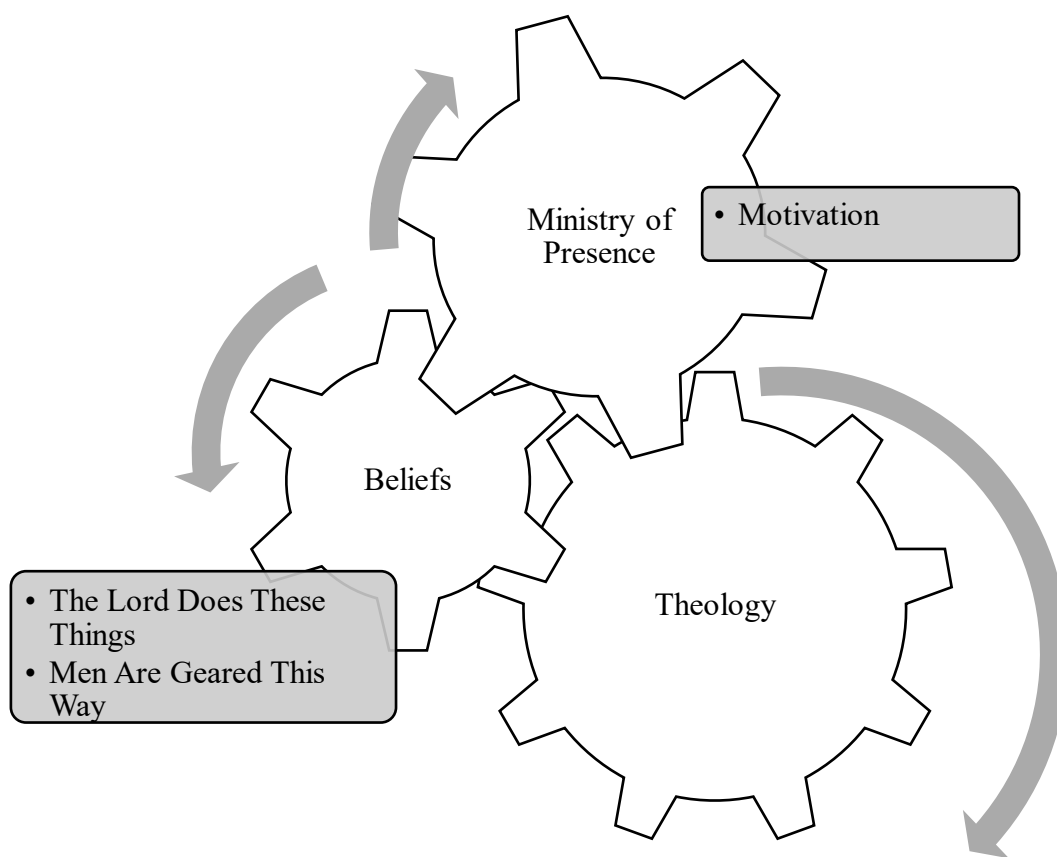 Ministry of
Presence
• Motivation
Beliefs
• The Lord Does These
Things
• Men Are Geared This
Way
Theology